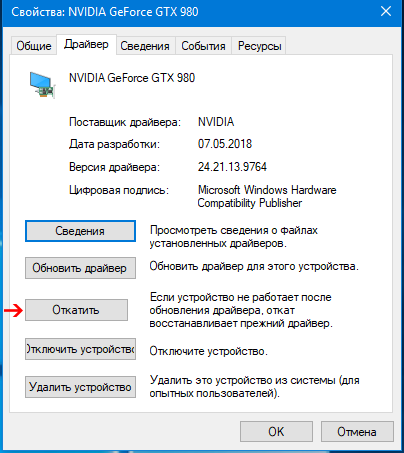 Свойства: NVIDIA GeForce GTX 980
Общие Драйвер Сведения События Ресурсы
NVIDIA GeForce GTX 980
Поставщик драйвера: NVIDIA
Дата разработки: 07.05.2018
Версия драйвера: 24.21.13.9764
Цифровая подпись: Microsoft Windows Hardware
Compatibility Publisher
Сведения
Просмотреть сведения о файлах
установленных драйверов.
Обновить драйвер
Обновить драйвер для этого устройства.
Откатить
Если устройство не работает после
обновления драйвера, откат
восстанавливает прежний драйвер.
Отключить устройство
Отключите устройство.
Удалить устройство
Удалить это устройство из системы (для
опытных пользователей).
OK Отмена